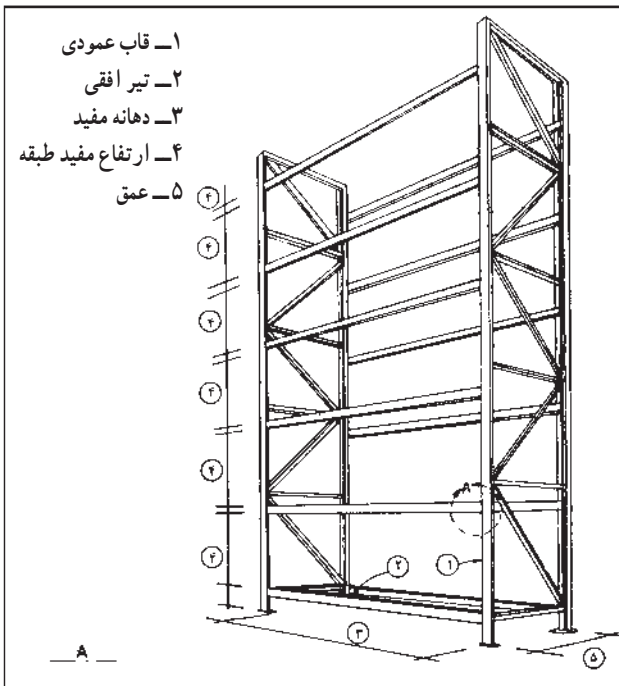 ۱ــ قاب عمودی
۲ــ تیر افقی
۳ــ دهانه مفید
۴ــ ارتفاع مفید طبقه
۵ــ عمق
۴
۴
۴
۴
۴
۴
A
۲
۱
۳
۵
A